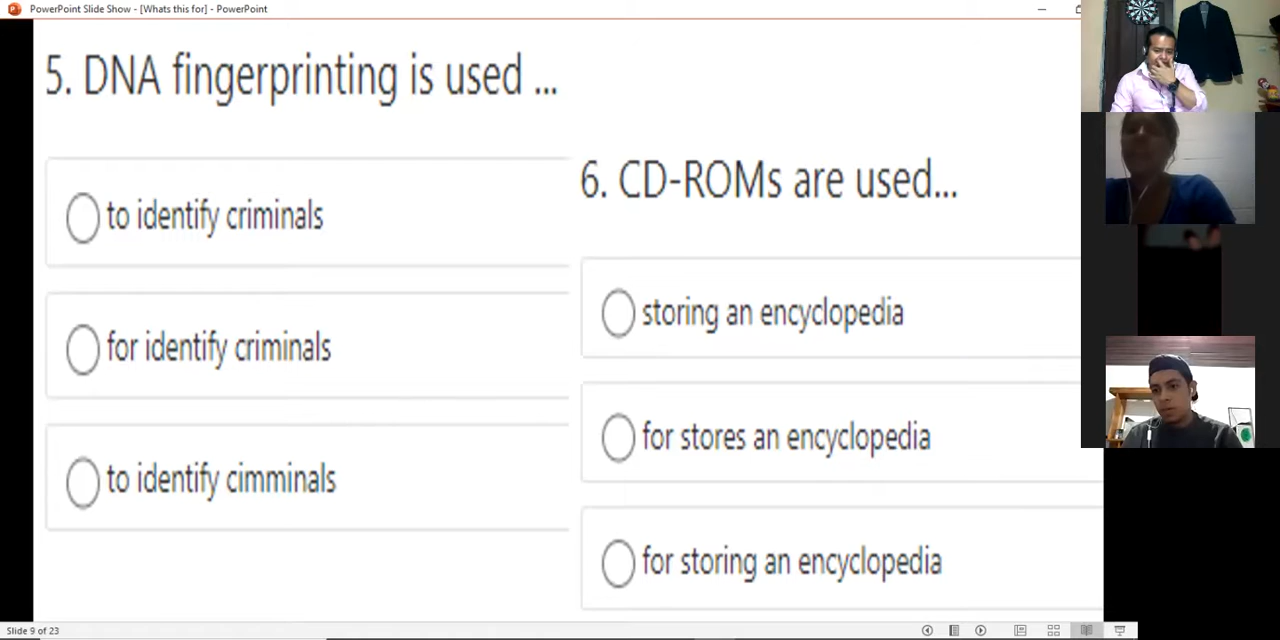 PowerPoint Slide Show - [Whats this for] - PowerPoint
5. DNA fingerprinting is used ...
to identify criminals
for identify criminals
to identify cimminals
6. CD-ROMs are used...
storing an encyclopedia
for stores an encyclopedia
for storing an encyclopedia
Slide 9 of 23